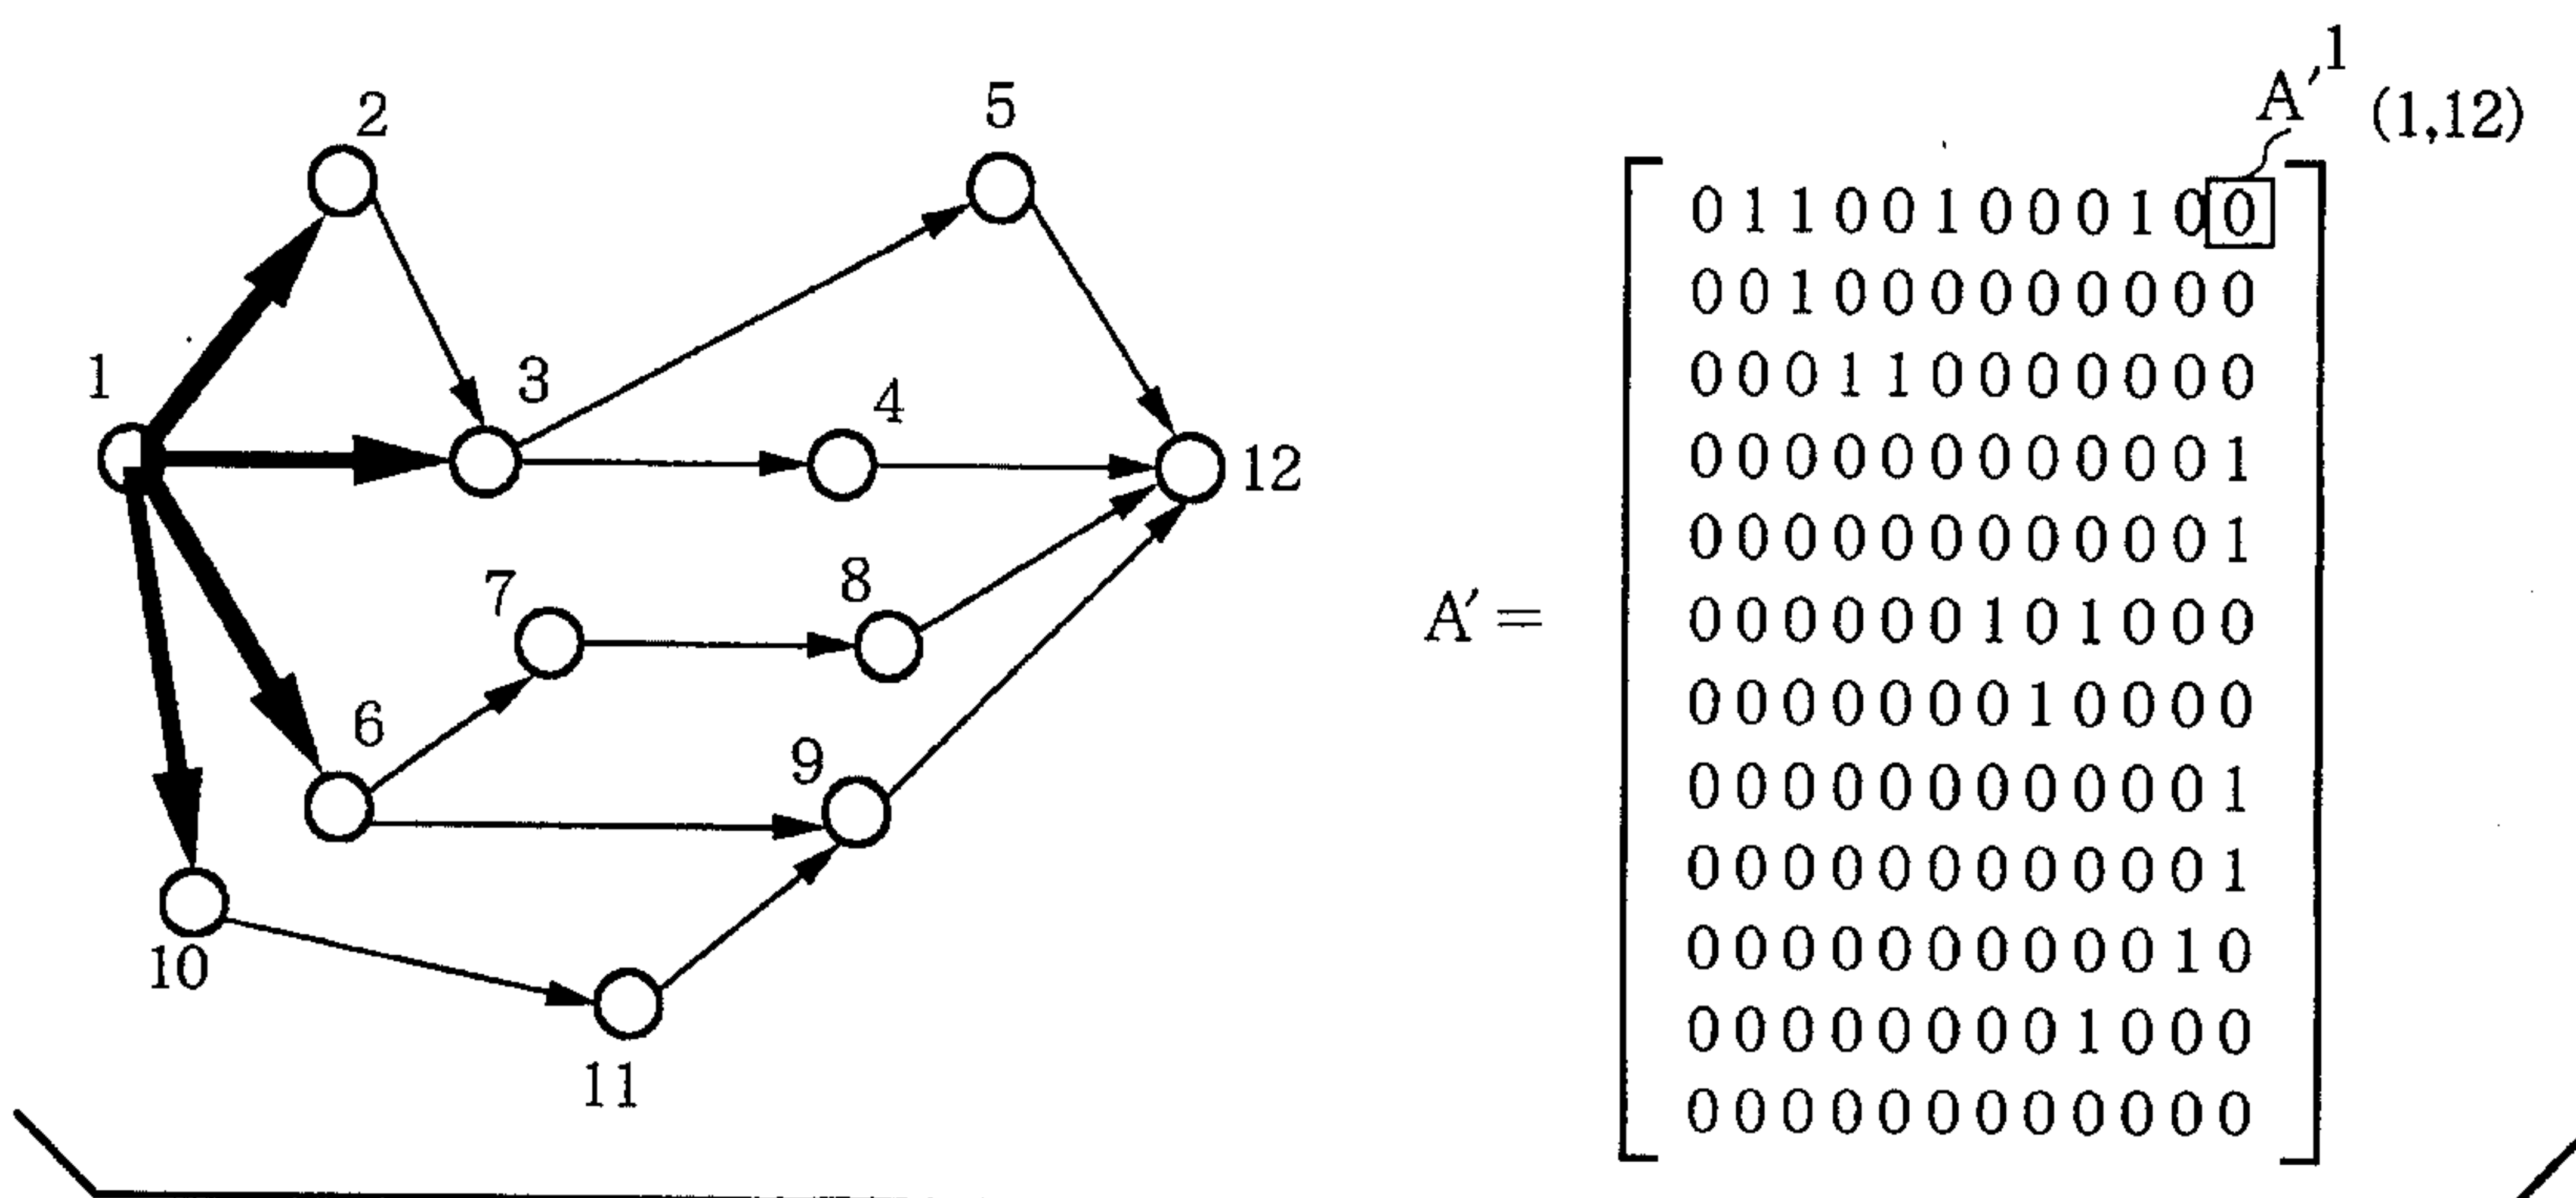 2
5
1
3
4
12
7
8
6
9
10
11
A′¹ (1,12)
A′ =
0 1 1 0 0 1 0 0 0 1 0 0
0 0 1 0 0 0 0 0 0 0 0 0
0 0 0 1 1 0 0 0 0 0 0 0
0 0 0 0 0 0 0 0 0 0 0 1
0 0 0 0 0 0 0 0 0 0 0 1
0 0 0 0 0 0 1 0 1 0 0 0
0 0 0 0 0 0 0 1 0 0 0 0
0 0 0 0 0 0 0 0 0 0 0 1
0 0 0 0 0 0 0 0 0 0 0 1
0 0 0 0 0 0 0 0 0 0 1 0
0 0 0 0 0 0 0 0 1 0 0 0
0 0 0 0 0 0 0 0 0 0 0 0